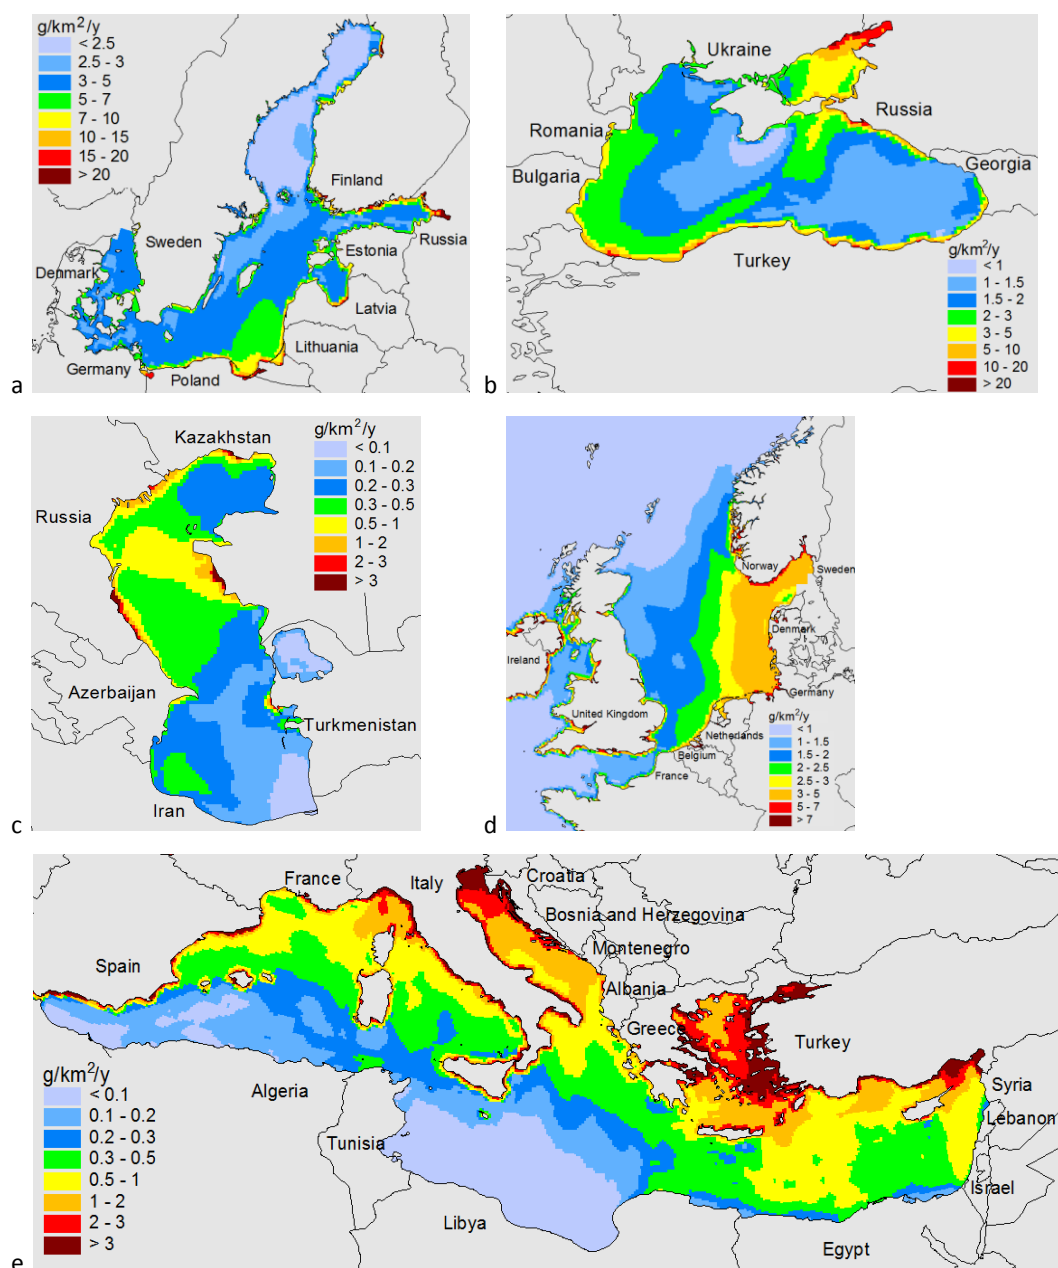 g/km²/y
< 2.5
2.5 - 3
3 - 5
5 - 7
7 - 10
10 - 15
15 - 20
> 20
Finland
Sweden
Russia
Estonia
Denmark
Latvia
Lithuania
Germany
Poland
a
Ukraine
Russia
Romania
Georgia
Bulgaria
Turkey
g/km²/y
< 1
1 - 1.5
1.5 - 2
2 - 3
3 - 5
5 - 10
10 - 20
> 20
b
Kazakhstan
g/km²/y
< 0.1
0.1 - 0.2
0.2 - 0.3
0.3 - 0.5
0.5 - 1
1 - 2
2 - 3
> 3
Russia
Azerbaijan
Turkmenistan
Iran
c
Norway
Sweden
Denmark
Ireland
Germany
United Kingdom
Netherlands
Belgium
France
g/km²/y
< 1
1 - 1.5
1.5 - 2
2 - 2.5
2.5 - 3
3 - 5
5 - 7
> 7
d
France
Italy
Croatia
Bosnia and Herzegovina
Montenegro
Spain
Albania
Greece
Turkey
Algeria
Syria
Lebanon
Tunisia
Israel
Libya
Egypt
g/km²/y
< 0.1
0.1 - 0.2
0.2 - 0.3
0.3 - 0.5
0.5 - 1
1 - 2
2 - 3
> 3
e